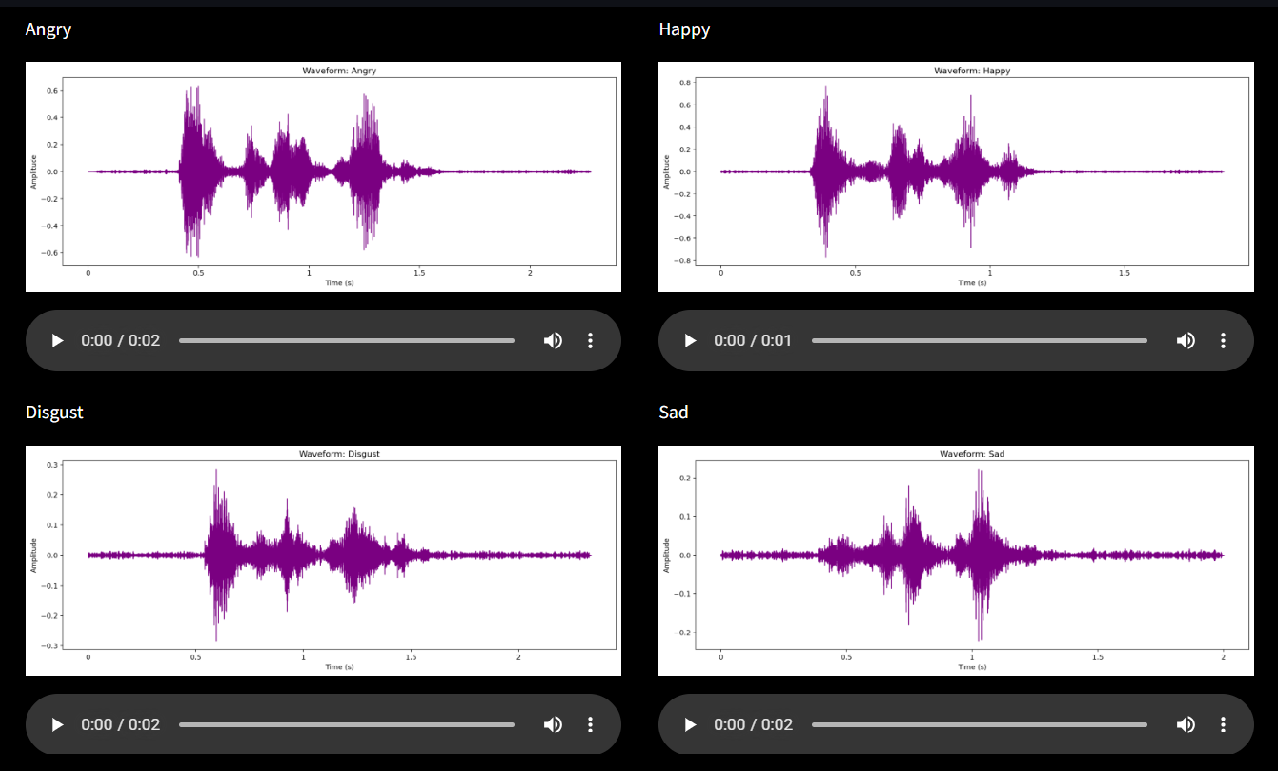 Angry
Waveform: Angry
0.6
0.4
0.2
0.0
−0.2
−0.4
−0.6
Amplitude
0 0.5 1 1.5 2
Time (s)
0:00 / 0:02
Happy
Waveform: Happy
0.8
0.6
0.4
0.2
0.0
−0.2
−0.4
−0.6
−0.8
Amplitude
0 0.5 1 1.5
Time (s)
0:00 / 0:01
Disgust
Waveform: Disgust
0.3
0.2
0.1
0.0
−0.1
−0.2
−0.3
Amplitude
0 0.5 1 1.5 2
Time (s)
0:00 / 0:02
Sad
Waveform: Sad
0.2
0.1
0.0
−0.1
−0.2
Amplitude
0 0.5 1 1.5 2
Time (s)
0:00 / 0:02